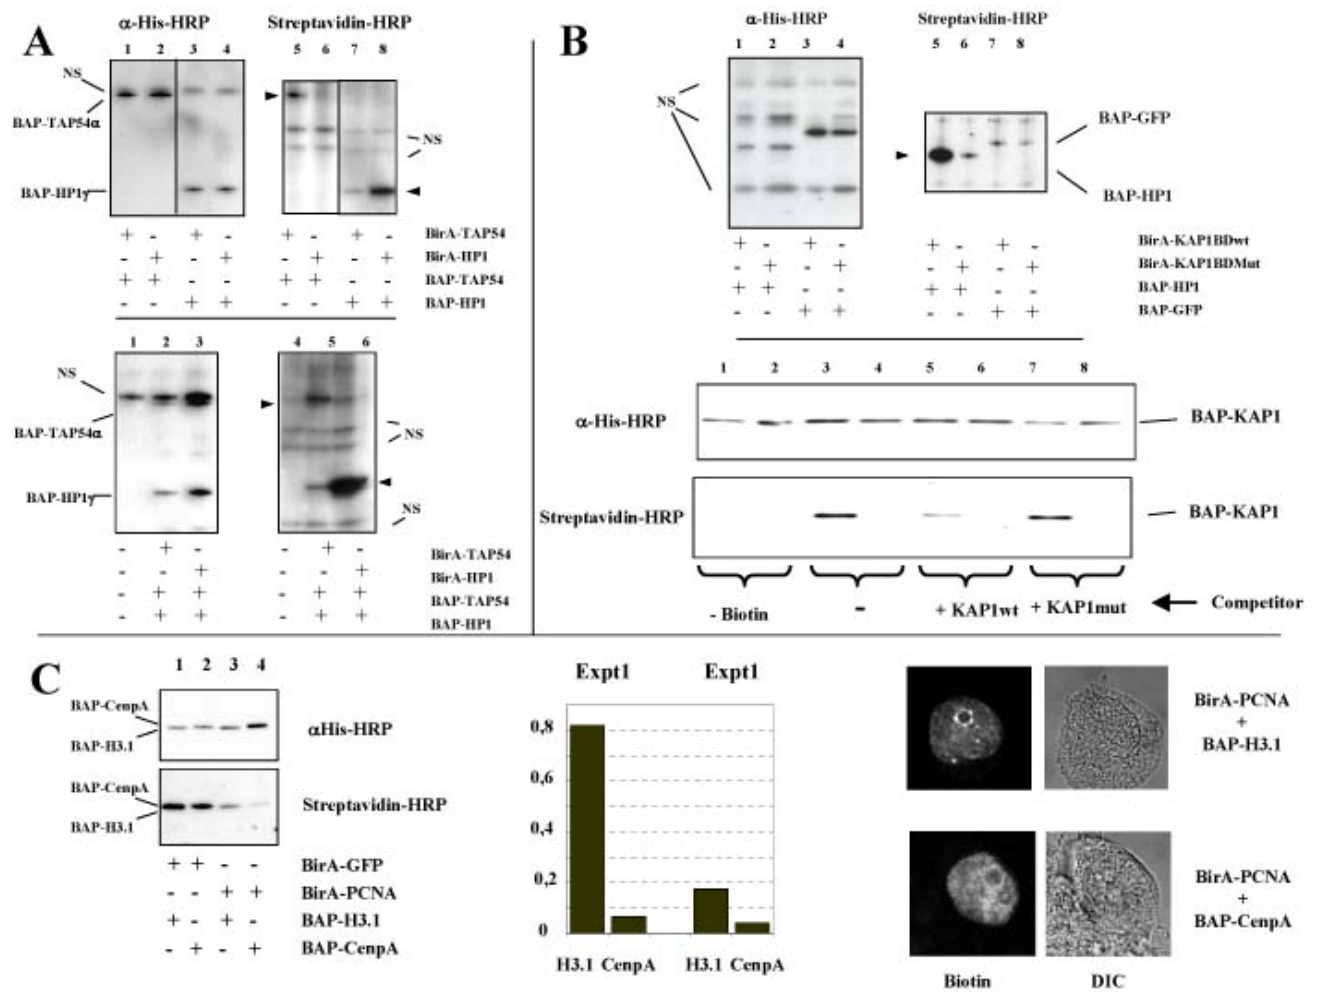 A
α-His-HRP
Streptavidin-HRP
1 2 3 4 5 6 7 8
NS
BAP-TAP54α
BAP-HP1γ
NS
+ - + - + - + - BirA-TAP54
- + - + - + - + BirA-HP1
+ + - - + + - - BAP-TAP54
- - + + - - + + BAP-HP1
1 2 3 4 5 6
NS
BAP-TAP54α
BAP-HP1γ
NS
NS
- + - - + - BirA-TAP54
- - + - - + BirA-HP1
- + + - + + BAP-TAP54
- + + - + + BAP-HP1
B
α-His-HRP
Streptavidin-HRP
1 2 3 4 5 6 7 8
NS
BAP-GFP
BAP-HP1
+ - + - + - + - BirA-KAP1BDwt
- + - + - + - + BirA-KAP1BDMut
+ + - - + + - - BAP-HP1
- - + + - - + + BAP-GFP
1 2 3 4 5 6 7 8
α-His-HRP
BAP-KAP1
Streptavidin-HRP
BAP-KAP1
- Biotin - + KAP1wt + KAP1mut Competitor
C
1 2 3 4
BAP-CenpA
BAP-H3.1
αHis-HRP
BAP-CenpA
BAP-H3.1
Streptavidin-HRP
+ + - - BirA-GFP
- - + + BirA-PCNA
+ - + - BAP-H3.1
- + - + BAP-CenpA
Expt1 Expt1
0,8
0,6
0,4
0,2
0
H3.1 CenpA H3.1 CenpA
BirA-PCNA
+
BAP-H3.1
BirA-PCNA
+
BAP-CenpA
Biotin DIC